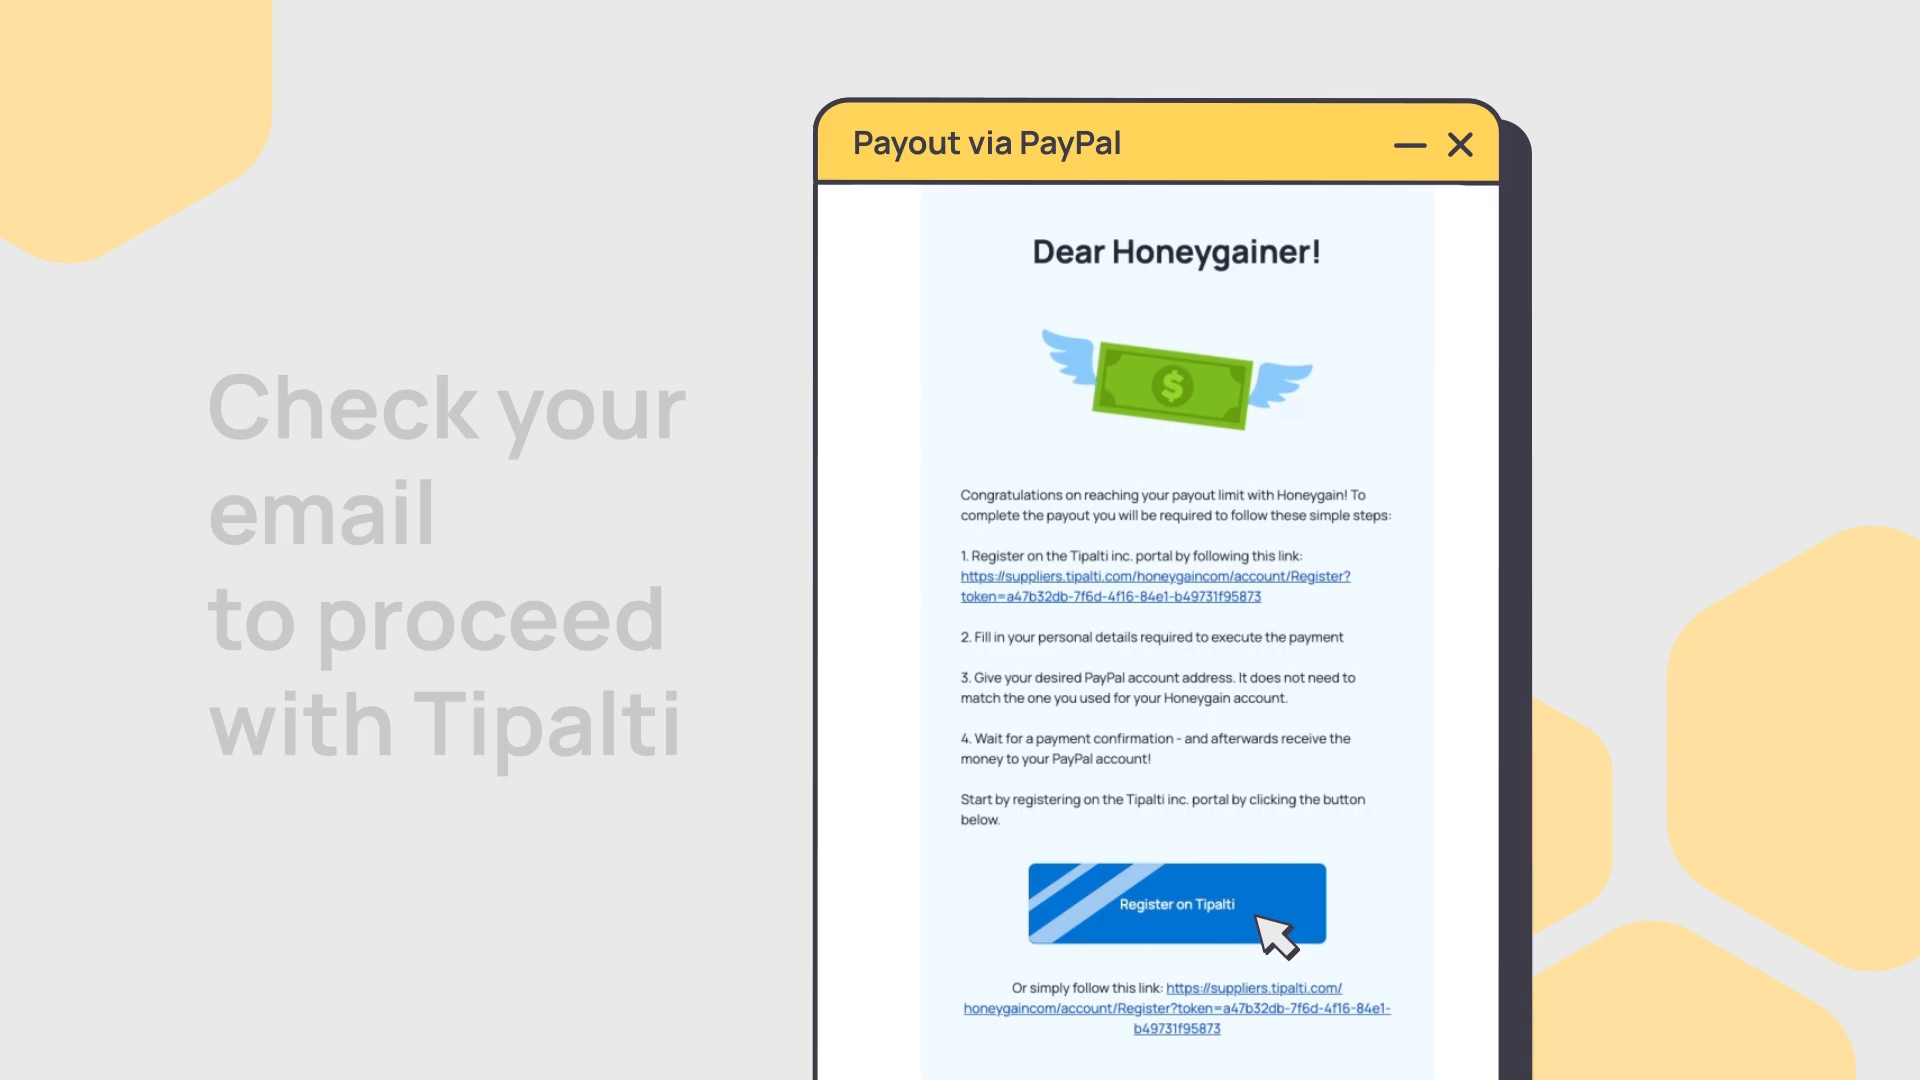 Check your
email
to proceed
with Tipalti
Payout via PayPal
Dear Honeygainer!
$
Congratulations on reaching your payout limit with Honeygain! To
complete the payout you will be required to follow these simple steps:
1. Register on the Tipalti inc. portal by following this link:
https://suppliers.tipalti.com/honeygaincom/account/Register?
token=a47b32db-7f6d-4f16-84e1-b49731f95873
2. Fill in your personal details required to execute the payment
3. Give your desired PayPal account address. It does not need to
match the one you used for your Honeygain account.
4. Wait for a payment confirmation - and afterwards receive the
money to your PayPal account!
Start by registering on the Tipalti inc. portal by clicking the button
below.
Register on Tipalti
Or simply follow this link: https://suppliers.tipalti.com/
honeygaincom/account/Register?token=a47b32db-7f6d-4f16-84e1-
b49731f95873